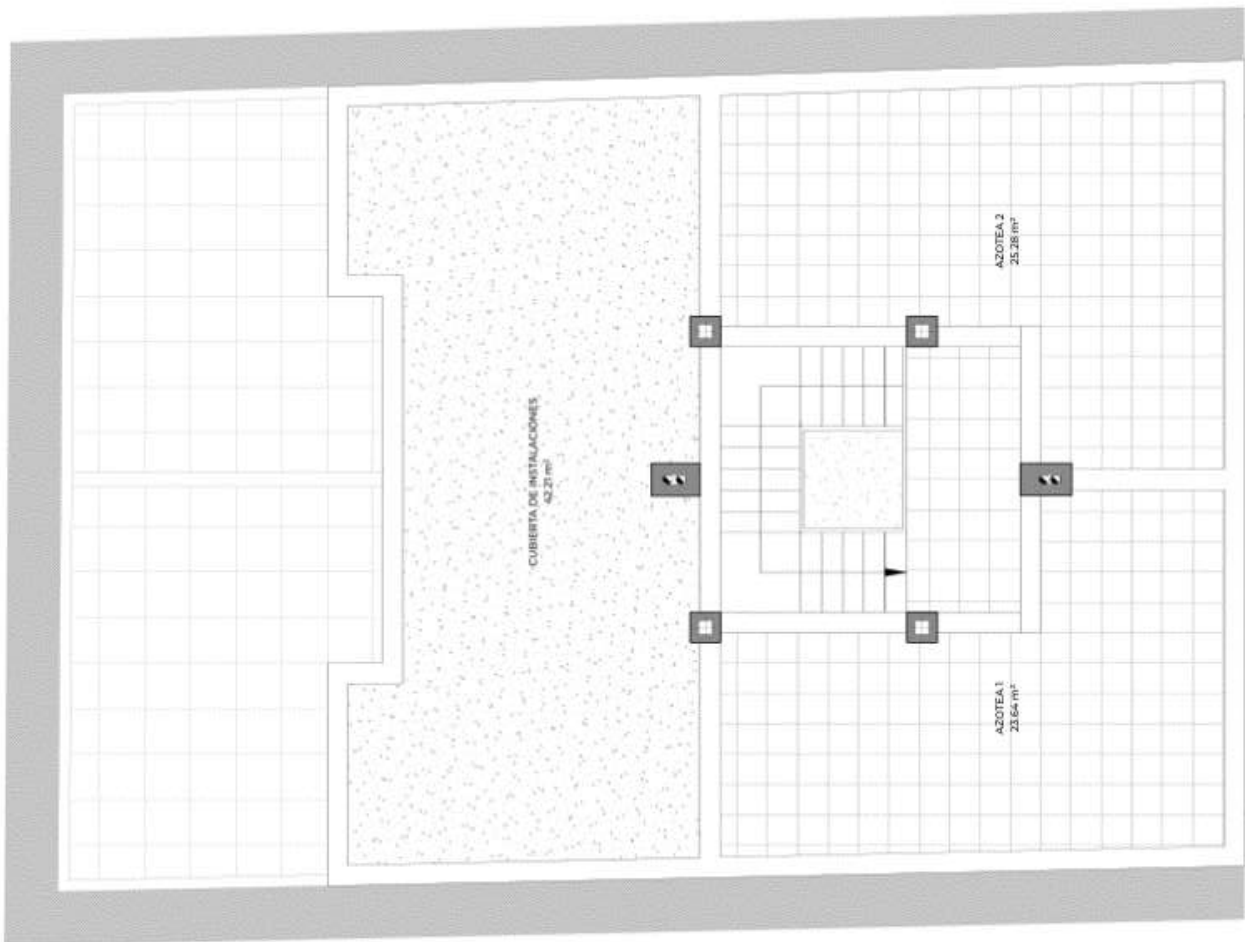 CUBIERTA DE INSTALACIONES
42.21 m²
AZOTEA 2
25.28 m²
AZOTEA 1
23.64 m²